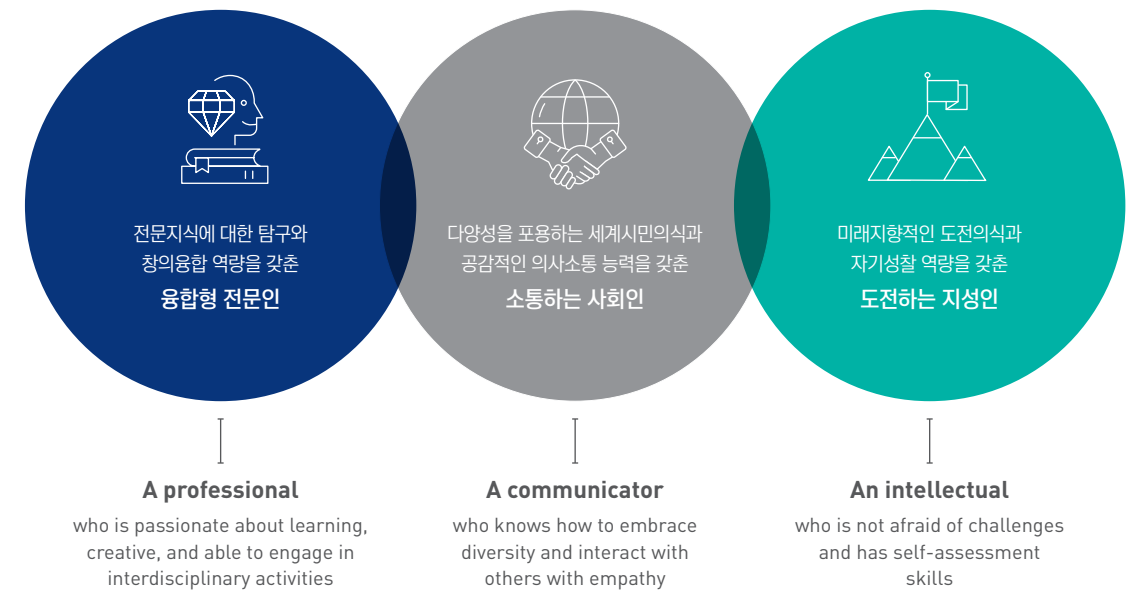 전문지식에 대한 탐구와
창의융합 역량을 갖춘
융합형 전문인
다양성을 포용하는 세계시민의식과
공감적인 의사소통 능력을 갖춘
소통하는 사회인
미래지향적인 도전의식과
자기성찰 역량을 갖춘
도전하는 지성인
A professional
who is passionate about learning,
creative, and able to engage in
interdisciplinary activities
A communicator
who knows how to embrace
diversity and interact with
others with empathy
An intellectual
who is not afraid of challenges
and has self-assessment
skills